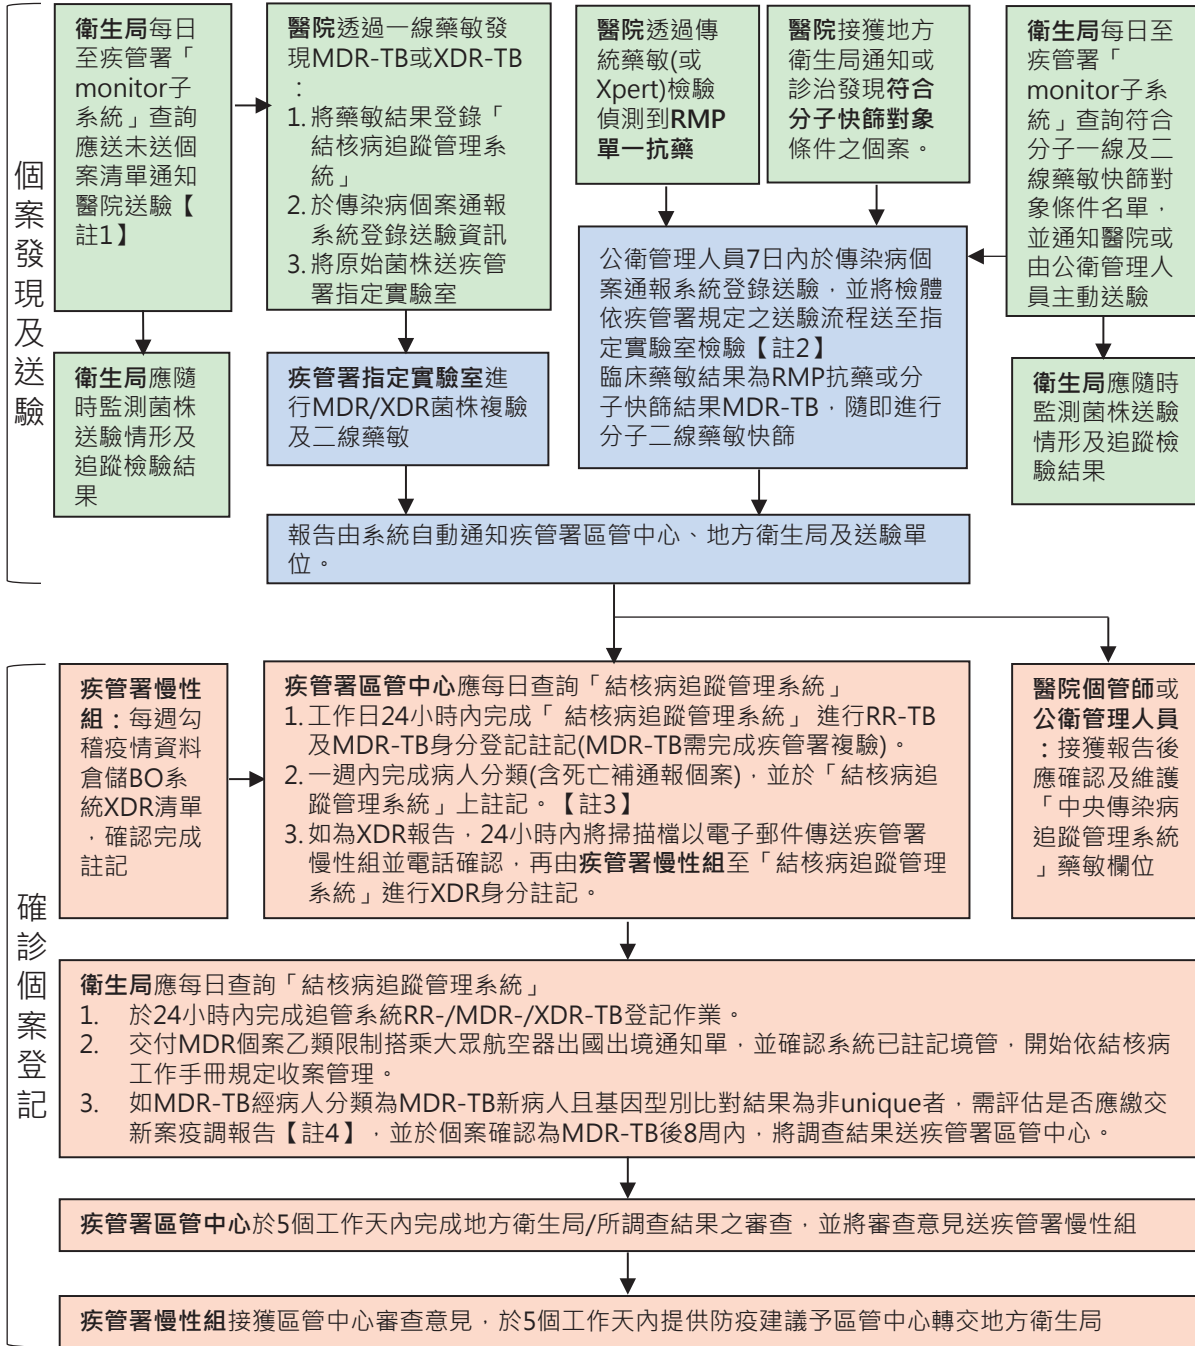 個案發現及送驗
衛生局每日
至疾管署「
monitor子
系統」查詢
應送未送個
案清單通知
醫院送驗【
註1】
醫院透過一線藥敏發
現MDR-TB或XDR-TB
:
1. 將藥敏結果登錄「
結核病追蹤管理系
統」
2. 於傳染病個案通報
系統登錄送驗資訊
3. 將原始菌株送疾管
署指定實驗室
醫院透過傳
統藥敏(或
Xpert)檢驗
偵測到RMP
單一抗藥
醫院接獲地方
衛生局通知或
診治發現符合
分子快篩對象
條件之個案。
衛生局每日至
疾管署「
monitor子系
統」查詢符合
分子一線及二
線藥敏快篩對
象條件名單，
並通知醫院或
由公衛管理人
員主動送驗
衛生局應隨
時監測菌株
送驗情形及
追蹤檢驗結
果
疾管署指定實驗室進
行MDR/XDR菌株複驗
及二線藥敏
公衛管理人員7日內於傳染病個
案通報系統登錄送驗，並將檢體
依疾管署規定之送驗流程送至指
定實驗室檢驗【註2】
臨床藥敏結果為RMP抗藥或分
子快篩結果MDR-TB，隨即進行
分子二線藥敏快篩
衛生局應隨時
監測菌株送驗
情形及追蹤檢
驗結果
報告由系統自動通知疾管署區管中心、地方衛生局及送驗單
位。
確診個案登記
疾管署慢性
組：每週勾
稽疫情資料
倉儲BO系
統XDR清單
，確認完成
註記
疾管署區管中心應每日查詢「結核病追蹤管理系統」
1. 工作日24小時內完成「 結核病追蹤管理系統」 進行RR-TB
及MDR-TB身分登記註記(MDR-TB需完成疾管署複驗)。
2. 一週內完成病人分類(含死亡補通報個案)，並於「結核病追
蹤管理系統」上註記。【註3】
3. 如為XDR報告，24小時內將掃描檔以電子郵件傳送疾管署
慢性組並電話確認，再由疾管署慢性組至「結核病追蹤管理
系統」進行XDR身分註記。
醫院個管師或
公衛管理人員
：接獲報告後
應確認及維護
「中央傳染病
追蹤管理系統
」藥敏欄位
衛生局應每日查詢「結核病追蹤管理系統」
1. 於24小時內完成追管系統RR-/MDR-/XDR-TB登記作業。
2. 交付MDR個案乙類限制搭乘大眾航空器出國出境通知單，並確認系統已註記境管，開始依結核病
工作手冊規定收案管理。
3. 如MDR-TB經病人分類為MDR-TB新病人且基因型別比對結果為非unique者，需評估是否應繳交
新案疫調報告【註4】，並於個案確認為MDR-TB後8周內，將調查結果送疾管署區管中心。
疾管署區管中心於5個工作天內完成地方衛生局/所調查結果之審查，並將審查意見送疾管署慢性組
疾管署慢性組接獲區管中心審查意見，於5個工作天內提供防疫建議予區管中心轉交地方衛生局